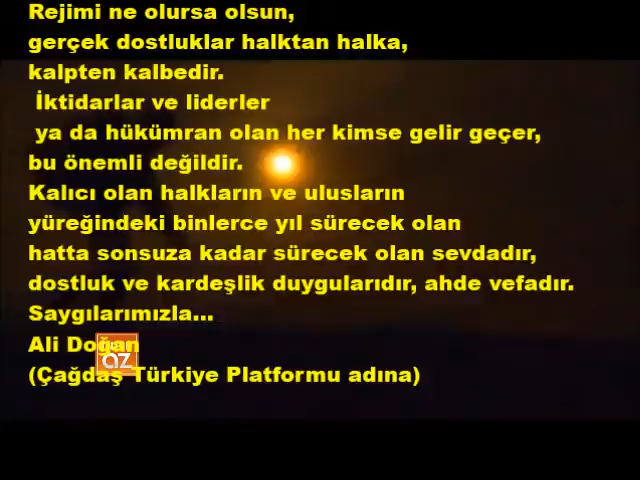 Rejimi ne olursa olsun,
gerçek dostluklar halktan halka,
kalpten kalbedir.
İktidarlar ve liderler
ya da hükümran olan her kimse gelir geçer,
bu önemli değildir.
Kalıcı olan halkların ve ulusların
yüreğindeki binlerce yıl sürecek olan
hatta sonsuza kadar sürecek olan sevdadır,
dostluk ve kardeşlik duygularıdır, ahde vefadır.
Saygılarımızla...
Ali Doğan
az
(Çağdaş Türkiye Platformu adına)